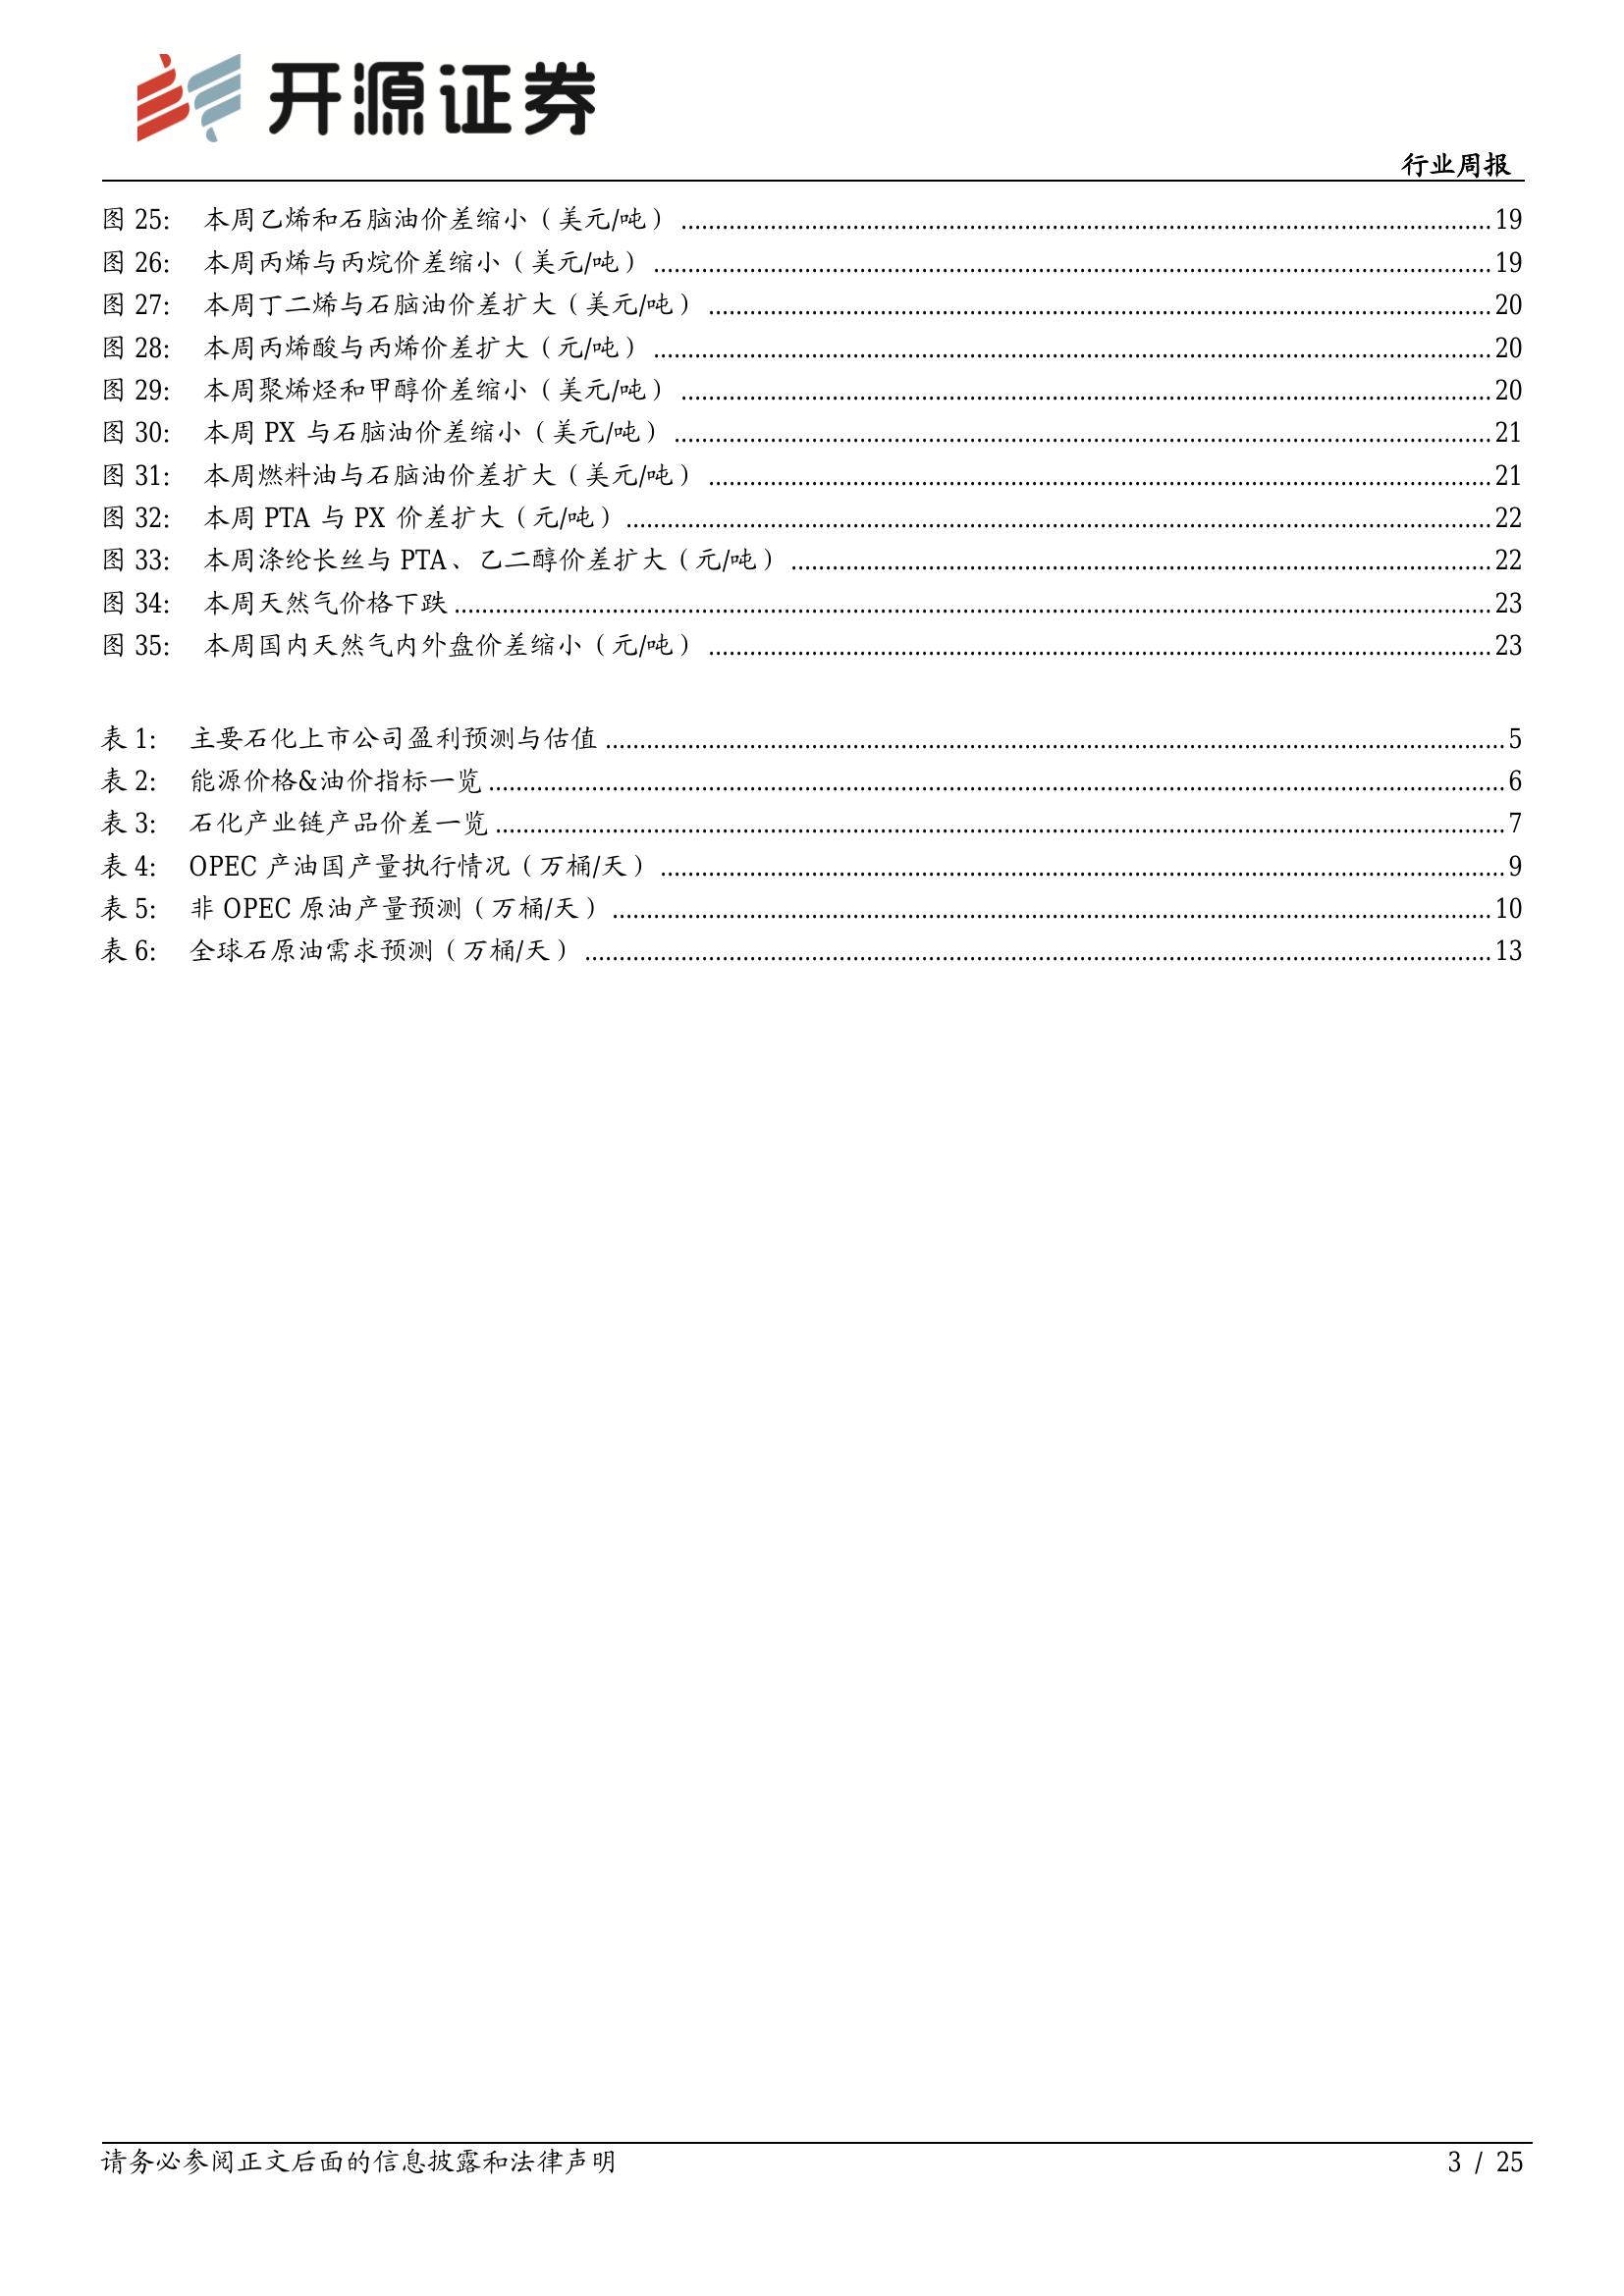 开源证券
行业周报
图 25: 本周乙烯和石脑油价差缩小（美元/吨）19
图 26: 本周丙烯与丙烷价差缩小（美元/吨）19
图 27: 本周丁二烯与石脑油价差扩大（美元/吨）20
图 28: 本周丙烯酸与丙烯价差扩大（元/吨）20
图 29: 本周聚烯烃和甲醇价差缩小（美元/吨）20
图 30: 本周 PX 与石脑油价差缩小（美元/吨）21
图 31: 本周燃料油与石脑油价差扩大（美元/吨）21
图 32: 本周 PTA 与 PX 价差扩大（元/吨）22
图 33: 本周涤纶长丝与 PTA、乙二醇价差扩大（元/吨）22
图 34: 本周天然气价格下跌 23
图 35: 本周国内天然气内外盘价差缩小（元/吨）23
表 1: 主要石化上市公司盈利预测与估值 5
表 2: 能源价格&油价指标一览 6
表 3: 石化产业链产品价差一览 7
表 4: OPEC 产油国产量执行情况（万桶/天）9
表 5: 非 OPEC 原油产量预测（万桶/天）10
表 6: 全球石原油需求预测（万桶/天）13
请务必参阅正文后面的信息披露和法律声明 3 / 25